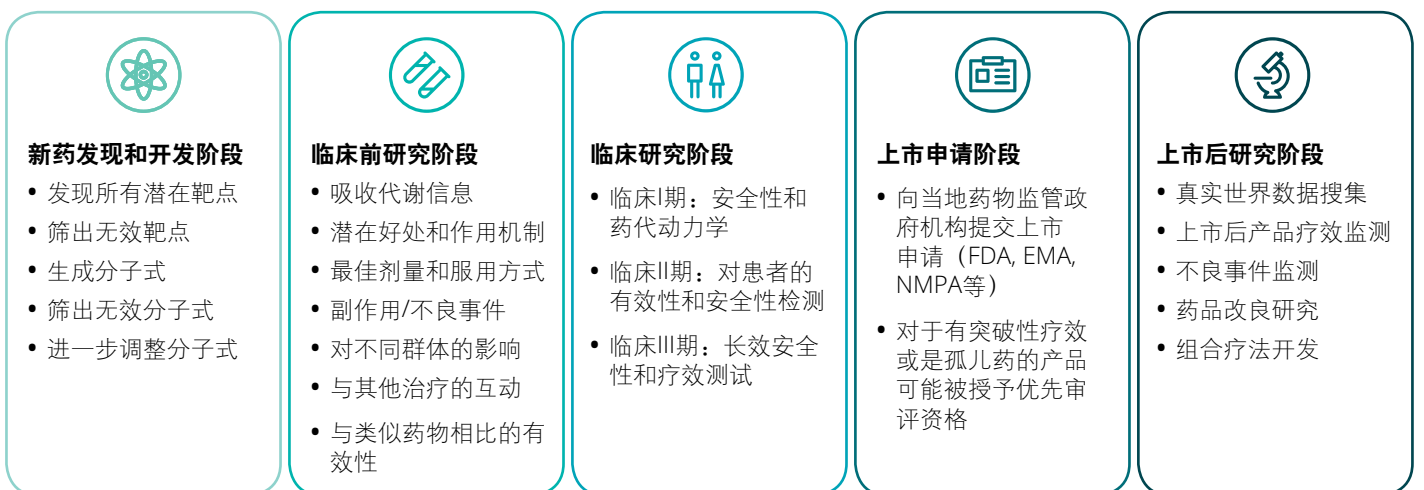 新药发现和开发阶段
• 发现所有潜在靶点
• 筛出无效靶点
• 生成分子式
• 筛出无效分子式
• 进一步调整分子式
临床前研究阶段
• 吸收代谢信息
• 潜在好处和作用机制
• 最佳剂量和服用方式
• 副作用/不良事件
• 对不同群体的影响
• 与其他治疗的互动
• 与类似药物相比的有
效性
临床研究阶段
• 临床I期：安全性和
药代动力学
• 临床II期：对患者的
有效性和安全性检测
• 临床III期：长效安全
性和疗效测试
上市申请阶段
• 向当地药物监管政
府机构提交上市
申请（FDA, EMA,
NMPA等）
• 对于有突破性疗效
或是孤儿药的产品
可能被授予优先审
评资格
上市后研究阶段
• 真实世界数据搜集
• 上市后产品疗效监测
• 不良事件监测
• 药品改良研究
• 组合疗法开发